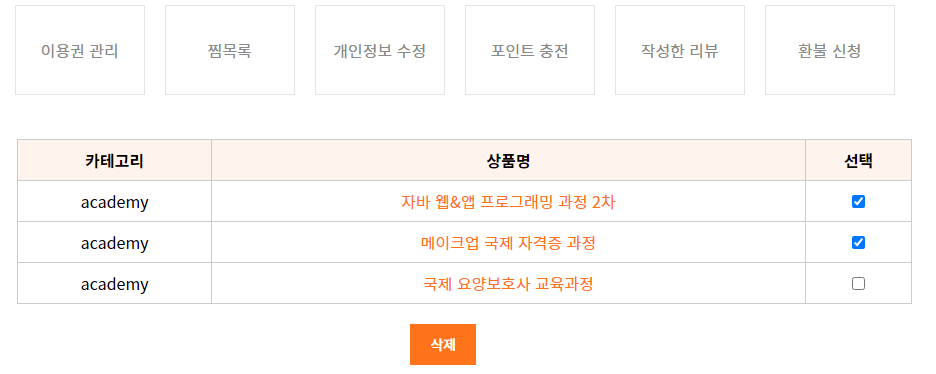 이용권 관리 찜목록 개인정보 수정 포인트 충전 작성한 리뷰 환불 신청
카테고리 상품명 선택
academy 자바 웹&앱 프로그래밍 과정 2차
academy 메이크업 국제 자격증 과정
academy 국제 요양보호사 교육과정
삭제